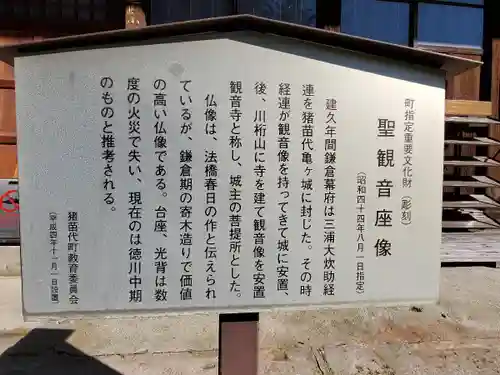 町指定重要文化財(彫刻)
聖観音座像
(昭和四十四年八月一日指定)
建久年間鎌倉幕府は三浦大炊助経
連を猪苗代亀ヶ城に封じた。その時
経連が観音像を持ってきて城に安置、
後、川桁山に寺を建て観音像を安置
観音寺と称し、城主の菩提所とした。
仏像は、法橋春日の作と伝えられ
ているが、鎌倉期の寄木造りで価値
の高い仏像である。台座、光背は数
度の火災で失い、現在のは徳川中期
のものと推考される。
猪苗代町教育委員会
(平成四年十一月一日設置)